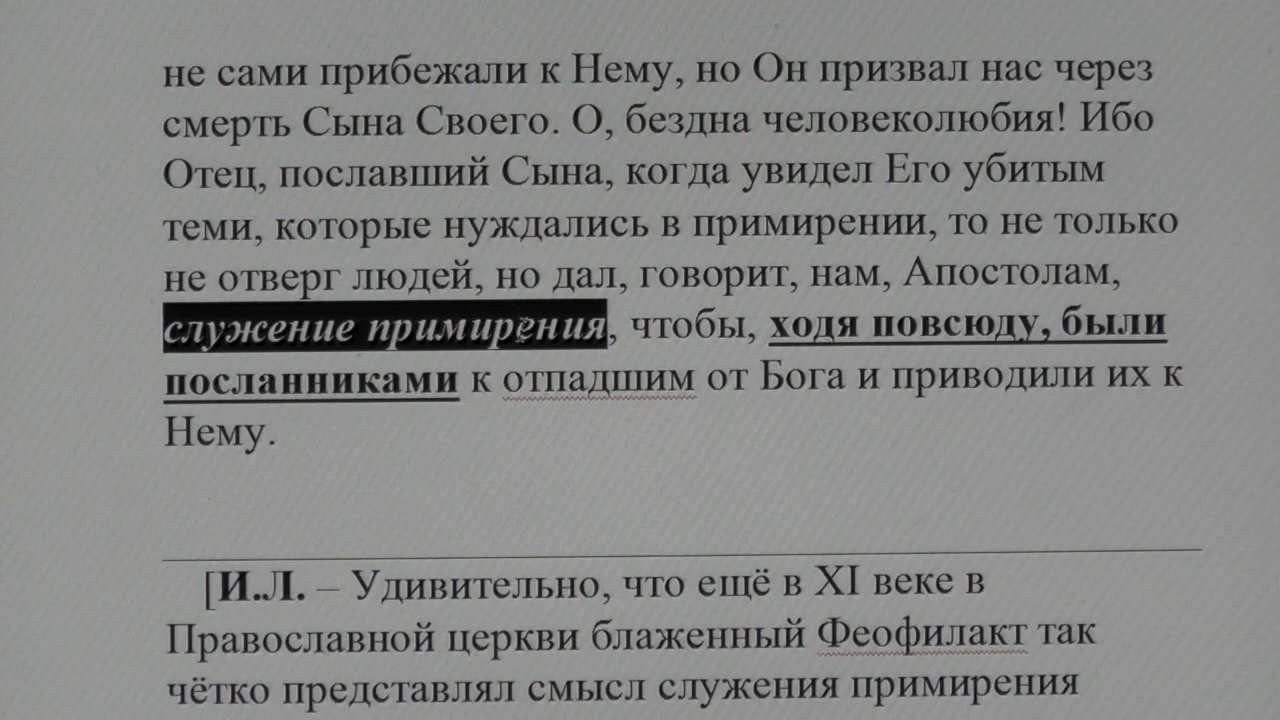 не сами прибежали к Нему, но Он призвал нас через
смерть Сына Своего. О, бездна человеколюбия! Ибо
Отец, пославший Сына, когда увидел Его убитым
теми, которые нуждались в примирении, то не только
не отверг людей, но дал, говорит, нам, Апостолам,
служение примирения, чтобы, ходя повсюду, были
посланниками к отпадшим от Бога и приводили их к
Нему.
[И.Л. – Удивительно, что ещё в XI веке в
Православной церкви блаженный Феофилакт так
чётко представлял смысл служения примирения